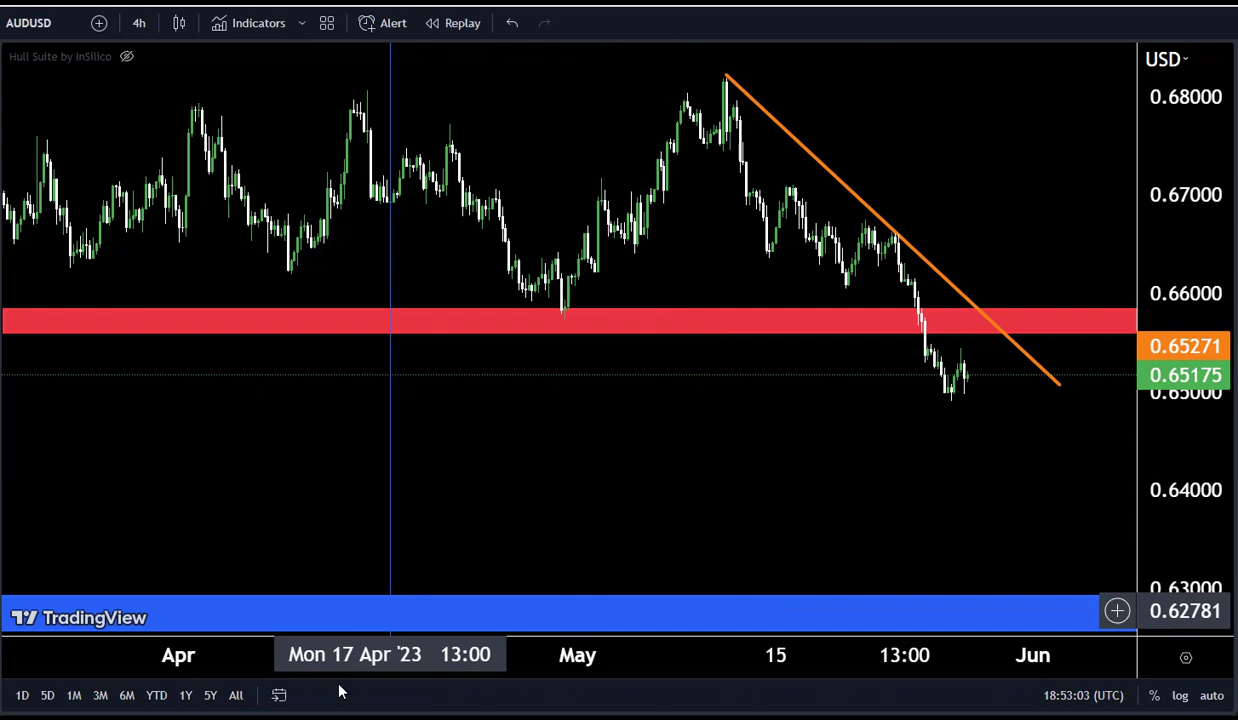 AUDUSD 4h Indicators Alert Replay
Hull Suite by InSilico
USD
0.68000
0.67000
0.66000
0.65271
0.65175
0.65000
0.64000
0.63000
0.62781
TradingView
Apr Mon 17 Apr '23 13:00 May 15 13:00 Jun
1D 5D 1M 3M 6M YTD 1Y 5Y All 18:53:03 (UTC) % log auto